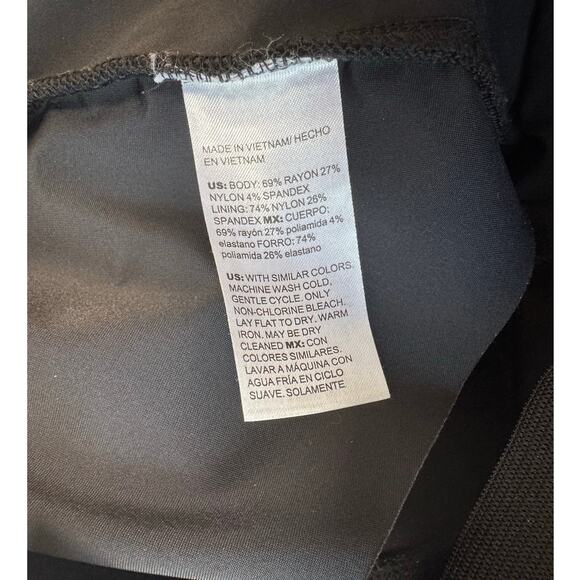 MADE IN VIETNAM/ HECHO
EN VIETNAM
US: BODY: 69% RAYON 27%
NYLON 4% SPANDEX
LINING: 74% NYLON 26%
SPANDEX MX: CUERPO:
69% rayón 27% poliamida 4%
elastano FORRO: 74%
poliamida 26% elastano
US: WITH SIMILAR COLORS.
MACHINE WASH COLD,
GENTLE CYCLE. ONLY
NON-CHLORINE BLEACH.
LAY FLAT TO DRY. WARM
IRON. MAY BE DRY
CLEANED MX: CON
COLORES SIMILARES.
LAVAR A MÁQUINA CON
AGUA FRÍA EN CICLO
SUAVE. SOLAMENTE